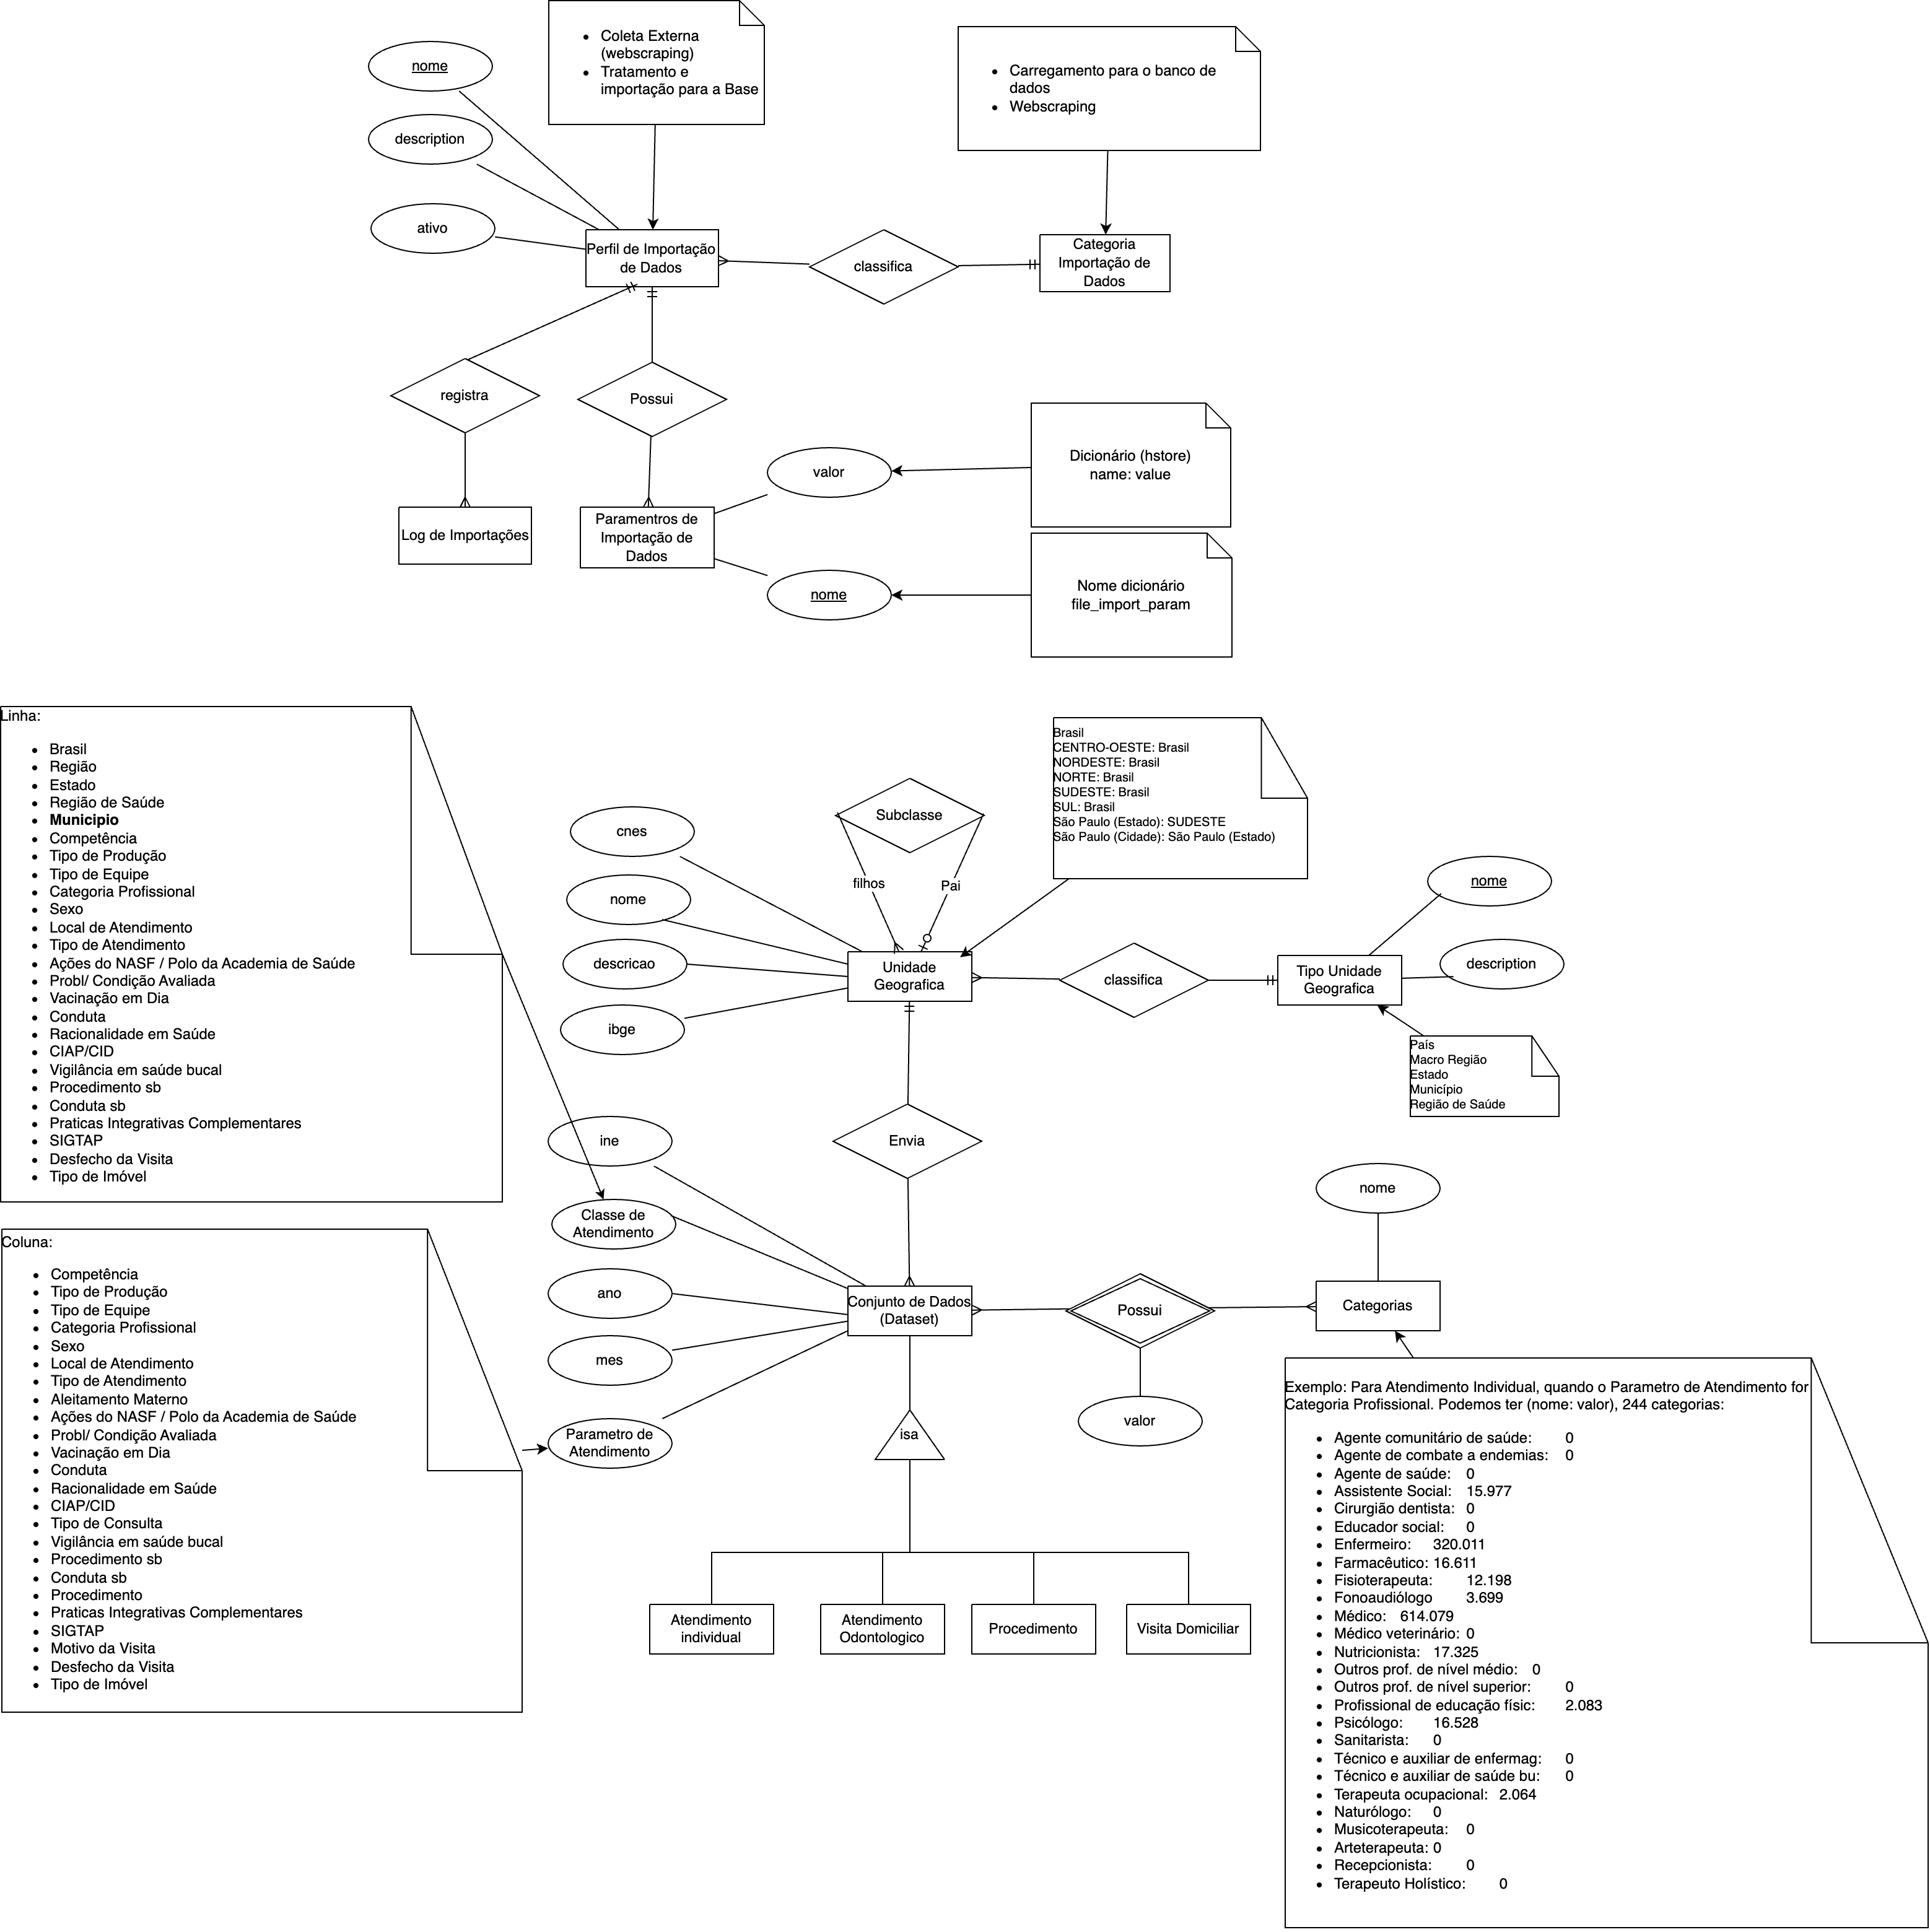 Coleta Externa
(webscraping)
Tratamento e
importação para a Base
Carregamento para o banco de
dados
Webscraping
nome
description
ativo
Perfil de Importação
de Dados
classifica
Categoria
Importação de
Dados
registra
Possui
Log de Importações
Paramentros de
Importação de
Dados
valor
nome
Dicionário (hstore)
name: value
Nome dicionário
file_import_param
Linha:
Brasil
Região
Estado
Região de Saúde
Municipio
Competência
Tipo de Produção
Tipo de Equipe
Categoria Profissional
Sexo
Local de Atendimento
Tipo de Atendimento
Ações do NASF / Polo da Academia de Saúde
Probl/ Condição Avaliada
Vacinação em Dia
Conduta
Racionalidade em Saúde
CIAP/CID
Vigilância em saúde bucal
Procedimento sb
Conduta sb
Praticas Integrativas Complementares
SIGTAP
Desfecho da Visita
Tipo de Imóvel
Brasil
CENTRO-OESTE: Brasil
NORDESTE: Brasil
NORTE: Brasil
SUDESTE: Brasil
SUL: Brasil
São Paulo (Estado): SUDESTE
São Paulo (Cidade): São Paulo (Estado)
Subclasse
filhos
Pai
cnes
nome
descricao
ibge
Unidade
Geografica
classifica
Tipo Unidade
Geografica
nome
description
País
Macro Região
Estado
Município
Região de Saúde
Envia
ine
Classe de
Atendimento
ano
mes
Parametro de
Atendimento
Conjunto de Dados
(Dataset)
Possui
valor
Categorias
nome
isa
Atendimento
individual
Atendimento
Odontologico
Procedimento
Visita Domiciliar
Coluna:
Competência
Tipo de Produção
Tipo de Equipe
Categoria Profissional
Sexo
Local de Atendimento
Tipo de Atendimento
Aleitamento Materno
Ações do NASF / Polo da Academia de Saúde
Probl/ Condição Avaliada
Vacinação em Dia
Conduta
Racionalidade em Saúde
CIAP/CID
Tipo de Consulta
Vigilância em saúde bucal
Procedimento sb
Conduta sb
Procedimento
Praticas Integrativas Complementares
SIGTAP
Motivo da Visita
Desfecho da Visita
Tipo de Imóvel
Exemplo: Para Atendimento Individual, quando o Parametro de Atendimento for
Categoria Profissional. Podemos ter (nome: valor), 244 categorias:
Agente comunitário de saúde: 0
Agente de combate a endemias: 0
Agente de saúde: 0
Assistente Social: 15.977
Cirurgião dentista: 0
Educador social: 0
Enfermeiro: 320.011
Farmacêutico: 16.611
Fisioterapeuta: 12.198
Fonoaudiólogo 3.699
Médico: 614.079
Médico veterinário: 0
Nutricionista: 17.325
Outros prof. de nível médio: 0
Outros prof. de nível superior: 0
Profissional de educação físic: 2.083
Psicólogo: 16.528
Sanitarista: 0
Técnico e auxiliar de enfermag: 0
Técnico e auxiliar de saúde bu: 0
Terapeuta ocupacional: 2.064
Naturólogo: 0
Musicoterapeuta: 0
Arteterapeuta: 0
Recepcionista: 0
Terapeuto Holístico: 0